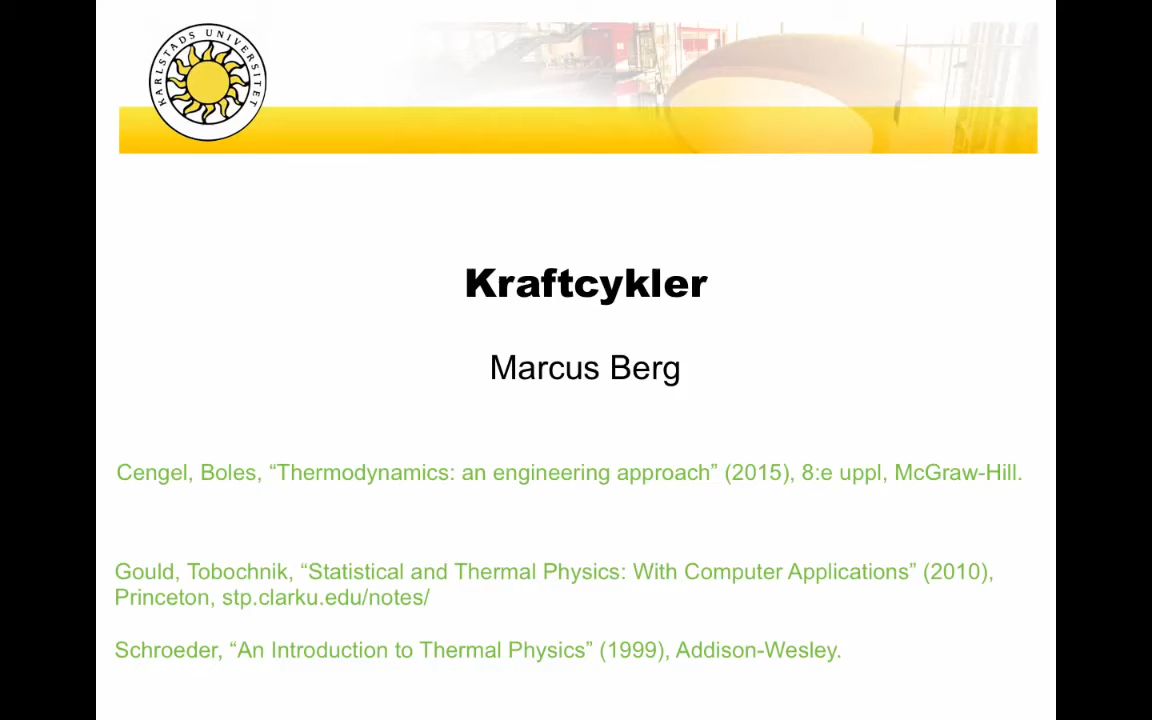 KARLSTADS UNIVERSITET
Kraftcykler
Marcus Berg
Cengel, Boles, “Thermodynamics: an engineering approach” (2015), 8:e uppl, McGraw-Hill.
Gould, Tobochnik, “Statistical and Thermal Physics: With Computer Applications” (2010),
Princeton, stp.clarku.edu/notes/
Schroeder, “An Introduction to Thermal Physics” (1999), Addison-Wesley.